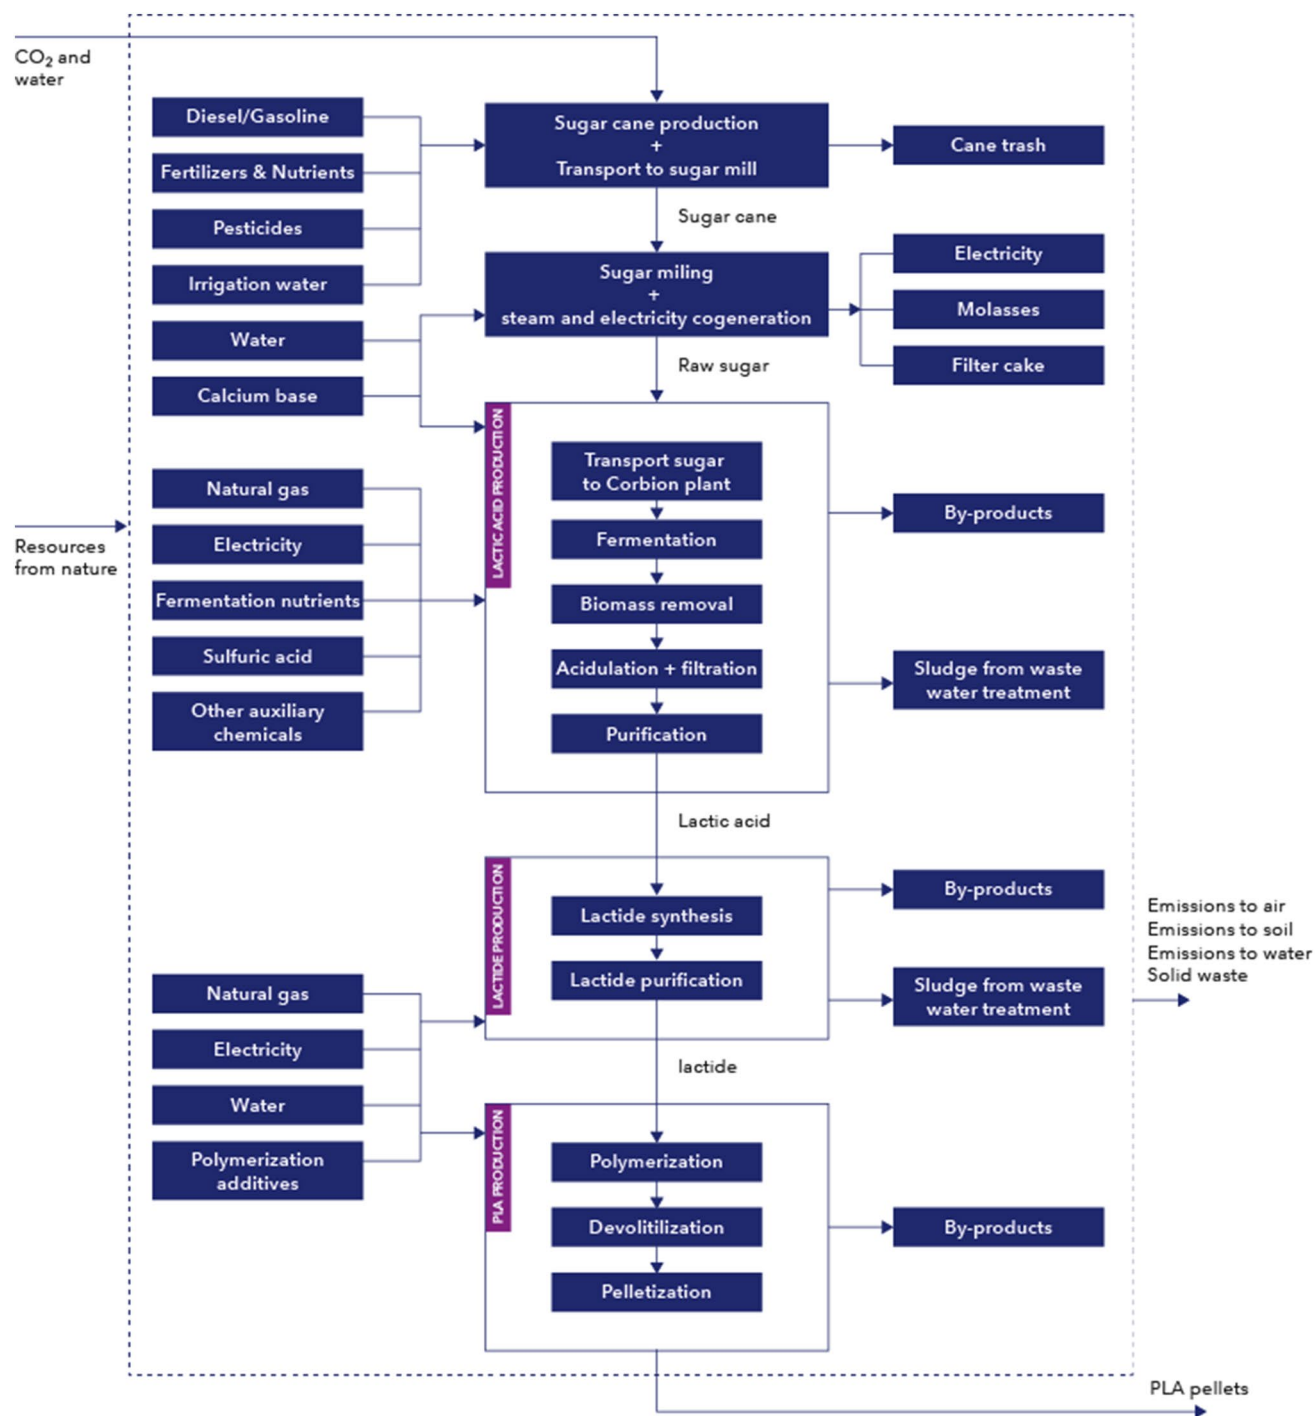 CO2 and
water
Diesel/Gasoline
Fertilizers & Nutrients
Pesticides
Irrigation water
Sugar cane production
+
Transport to sugar mill
Cane trash
Sugar cane
Water
Calcium base
Sugar miling
+
steam and electricity cogeneration
Electricity
Molasses
Filter cake
Raw sugar
Resources
from nature
Natural gas
Electricity
Fermentation nutrients
Sulfuric acid
Other auxiliary
chemicals
LACTIC ACID PRODUCTION
Transport sugar
to Corbion plant
Fermentation
Biomass removal
Acidulation + filtration
Purification
By-products
Sludge from waste
water treatment
Lactic acid
LACTIDE PRODUCTION
Lactide synthesis
Lactide purification
By-products
Sludge from waste
water treatment
Emissions to air
Emissions to soil
Emissions to water
Solid waste
lactide
Natural gas
Electricity
Water
Polymerization
additives
PLA PRODUCTION
Polymerization
Devolitilization
Pelletization
By-products
PLA pellets